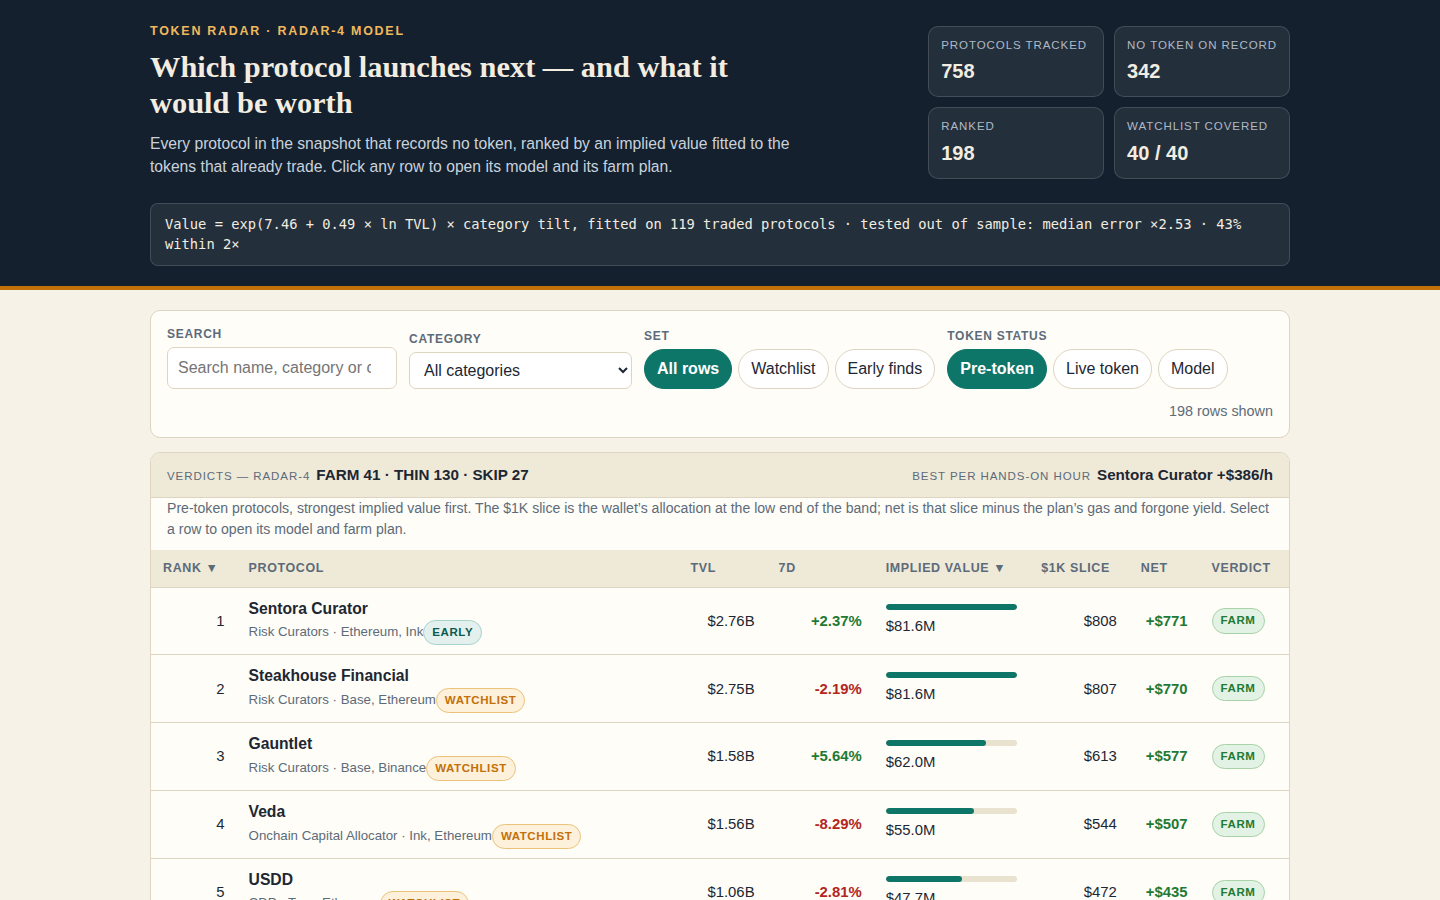 TOKEN RADAR · RADAR-4 MODEL
Which protocol launches next — and what it
would be worth
Every protocol in the snapshot that records no token, ranked by an implied value fitted to the
tokens that already trade. Click any row to open its model and its farm plan.
PROTOCOLS TRACKED
758
NO TOKEN ON RECORD
342
RANKED
198
WATCHLIST COVERED
40 / 40
Value = exp(7.46 + 0.49 × ln TVL) × category tilt, fitted on 119 traded protocols · tested out of sample: median error ×2.53 · 43%
within 2×
SEARCH
Search name, category or c
CATEGORY
All categories
SET
All rows Watchlist Early finds
TOKEN STATUS
Pre-token Live token Model
198 rows shown
VERDICTS — RADAR-4 FARM 41 · THIN 130 · SKIP 27
BEST PER HANDS-ON HOUR Sentora Curator +$386/h
Pre-token protocols, strongest implied value first. The $1K slice is the wallet's allocation at the low end of the band; net is that slice minus the plan's gas and forgone yield. Select
a row to open its model and farm plan.
RANK ▼ PROTOCOL TVL 7D IMPLIED VALUE ▼ $1K SLICE NET VERDICT
1 Sentora Curator $2.76B +2.37% $81.6M $808 +$771 FARM
Risk Curators · Ethereum, Ink EARLY
2 Steakhouse Financial $2.75B -2.19% $81.6M $807 +$770 FARM
Risk Curators · Base, Ethereum WATCHLIST
3 Gauntlet $1.58B +5.64% $62.0M $613 +$577 FARM
Risk Curators · Base, Binance WATCHLIST
4 Veda $1.56B -8.29% $55.0M $544 +$507 FARM
Onchain Capital Allocator · Ink, Ethereum WATCHLIST
5 USDD $1.06B -2.81% $47.7M $472 +$435 FARM